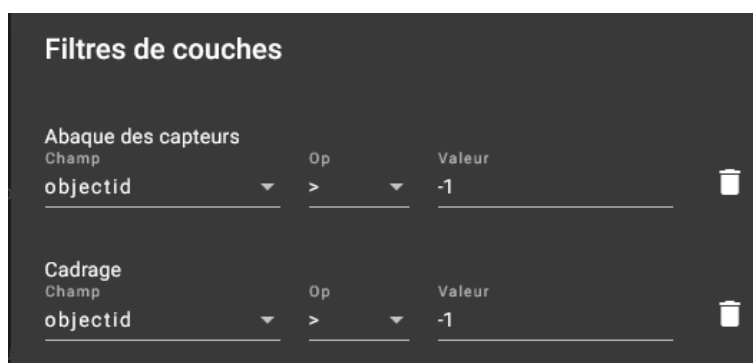 Filtres de couches
Abaque des capteurs
Champ Op Valeur
objectid > -1
Cadrage
Champ Op Valeur
objectid > -1